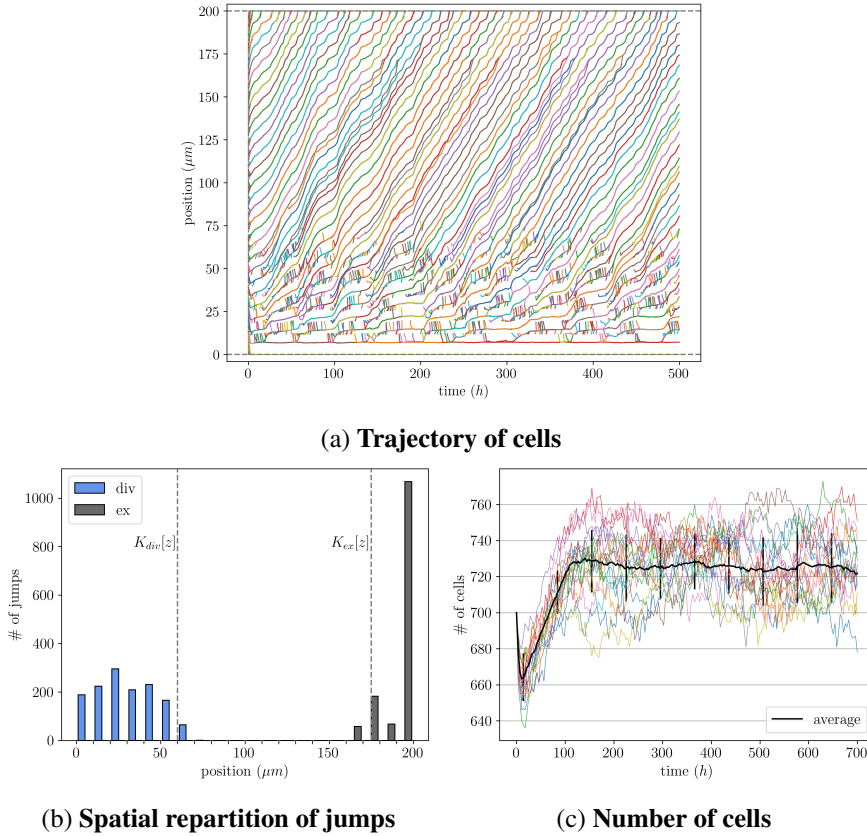 200
175
150
125
100
75
50
25
0
position (μm)
0 100 200 300 400 500
time (h)
(a) Trajectory of cells
div
ex
K_div[z]
K_ex[z]
1000
800
600
400
200
0
# of jumps
0 50 100 150 200
position (μm)
(b) Spatial repartition of jumps
760
740
720
700
680
660
640
# of cells
average
0 100 200 300 400 500 600 700
time (h)
(c) Number of cells